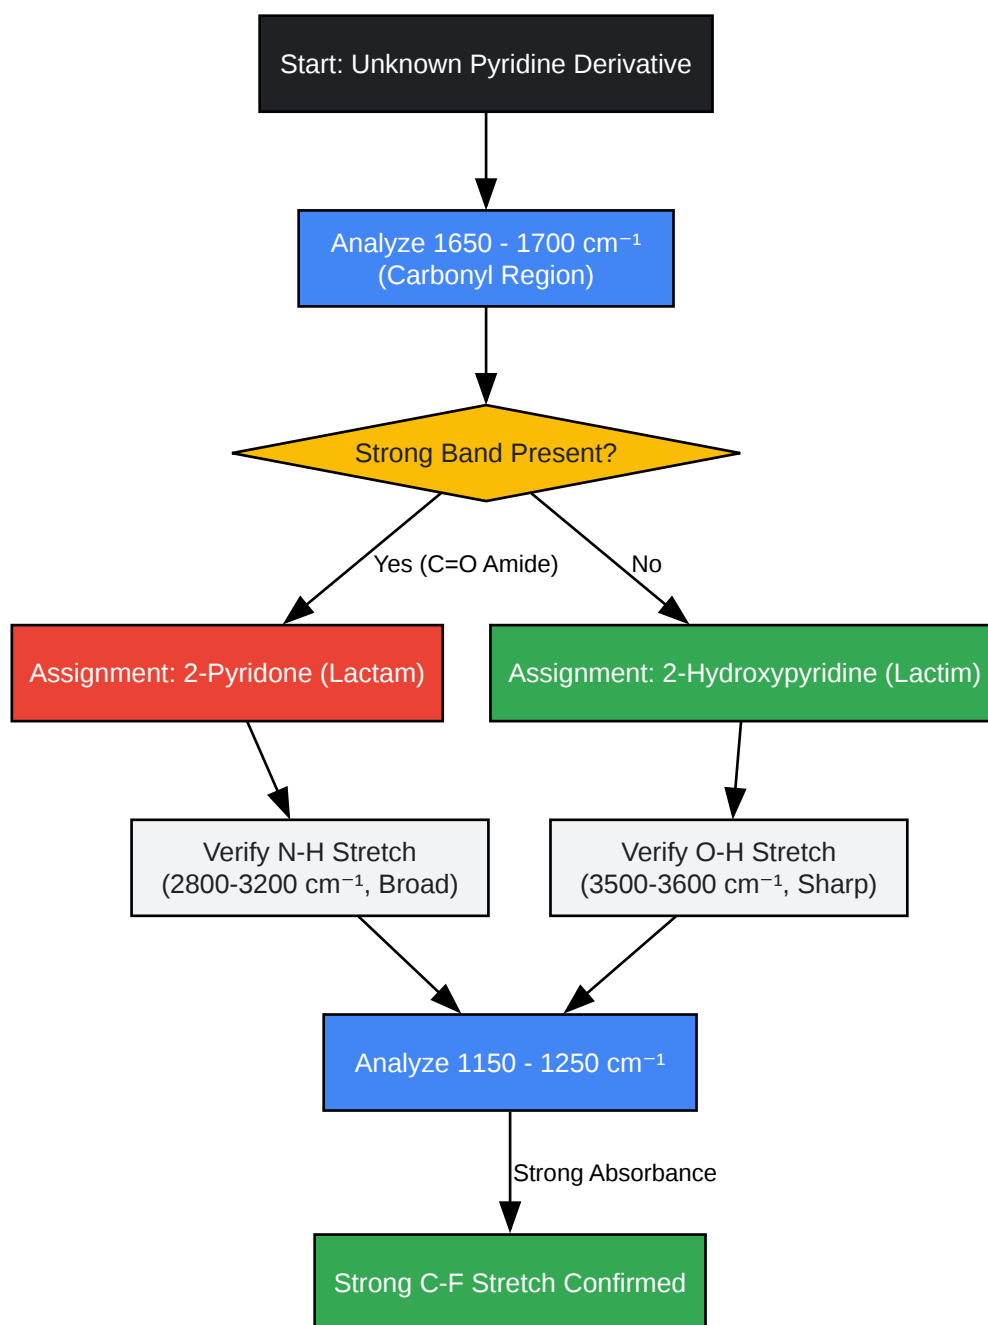 Start: Unknown Pyridine Derivative
Analyze 1650 - 1700 cm⁻¹
(Carbonyl Region)
Strong Band Present?
Yes (C=O Amide)
No
Assignment: 2-Pyridone (Lactam)
Assignment: 2-Hydroxypyridine (Lactim)
Verify N-H Stretch
(2800-3200 cm⁻¹, Broad)
Verify O-H Stretch
(3500-3600 cm⁻¹, Sharp)
Analyze 1150 - 1250 cm⁻¹
Strong Absorbance
Strong C-F Stretch Confirmed